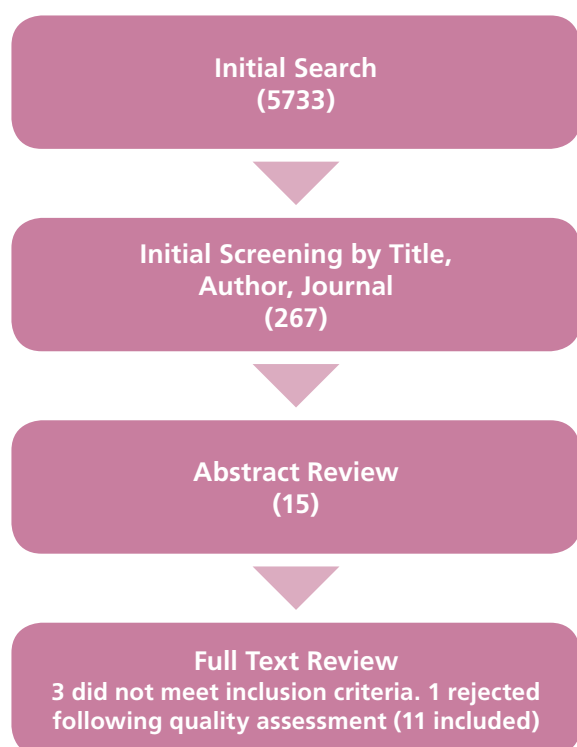 Initial Search
(5733)
Initial Screening by Title,
Author, Journal
(267)
Abstract Review
(15)
Full Text Review
3 did not meet inclusion criteria. 1 rejected
following quality assessment (11 included)